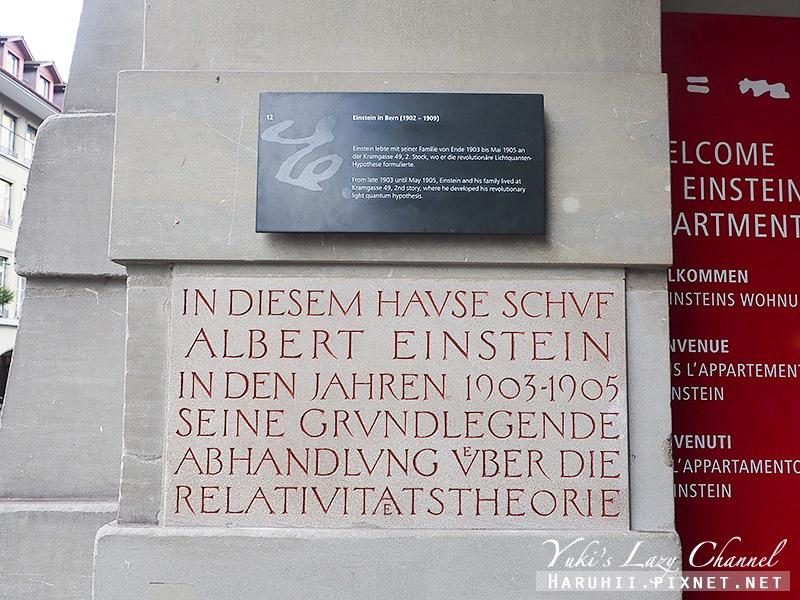 12
Einstein in Bern (1902 – 1909)
Einstein lebte mit seiner Familie von Ende 1903 bis Mai 1905 an
der Kramgasse 49, 2. Stock, wo er die revolutionäre Lichtquanten-
Hypothese formulierte.
From late 1903 until May 1905, Einstein and his family lived at
Kramgasse 49, 2nd story, where he developed his revolutionary
light quantum hypothesis.
IN DIESEM HAVSE SCHVF
ALBERT EINSTEIN
IN DEN JAHREN 1903-1905
SEINE GRVNDLEGENDE
ABHANDLVNG VEBER DIE
RELATIVITAETSTHEORIE
ELCOME
EINSTEIN
ARTMENT
LKOMMEN
INSTEINS WOHNU
NVENUE
S L'APPARTEMENT
NSTEIN
VENUTI
L'APPARTAMENTO
INSTEIN
Yuki's Lazy Channel
HARUHII.PIXNET.NET